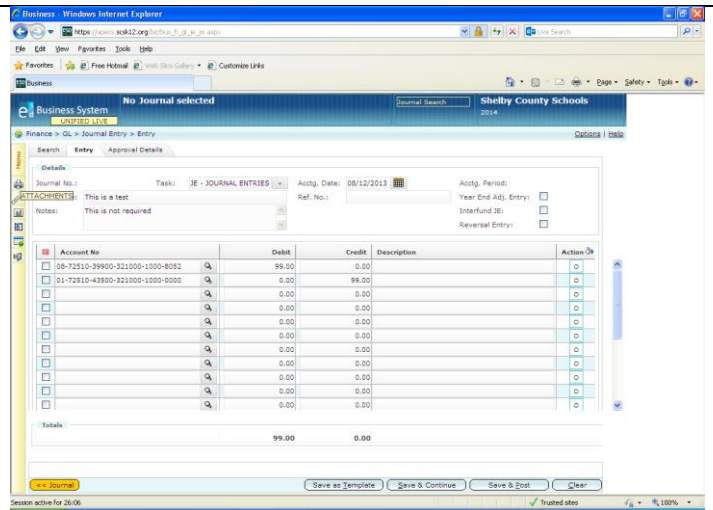 Business - Windows Internet Explorer
https://apecs.scsk12.org/bic/bus_fi_gl_je_m.aspx
Live Search
File Edit View Favorites Tools Help
Favorites Free Hotmail Web Slice Gallery Customize Links
Business
Page Safety Tools
No Journal selected Journal Search Shelby County Schools
Business System 2014
UNIFIED LIVE
Finance > GL > Journal Entry > Entry Options | Help
Menu
Search Entry Approval Details
Details
Journal No.: Task: JE - JOURNAL ENTRIES Acctg. Date: 08/12/2013 Acctg. Period:
ATTACHMENTS : This is a test Ref. No.: Year End Adj. Entry:
Notes: This is not required Interfund JE:
Reversal Entry:
Account No Debit Credit Description Action
08-72510-39900-321000-1000-8052 99.00 0.00
01-72510-43500-321000-1000-0000 0.00 99.00
0.00 0.00
0.00 0.00
0.00 0.00
0.00 0.00
0.00 0.00
0.00 0.00
0.00 0.00
0.00 0.00
0.00 0.00
Totals
99.00 0.00
<< Journal Save as Template Save & Continue Save & Post Clear
Session active for 26:06 Trusted sites 100%